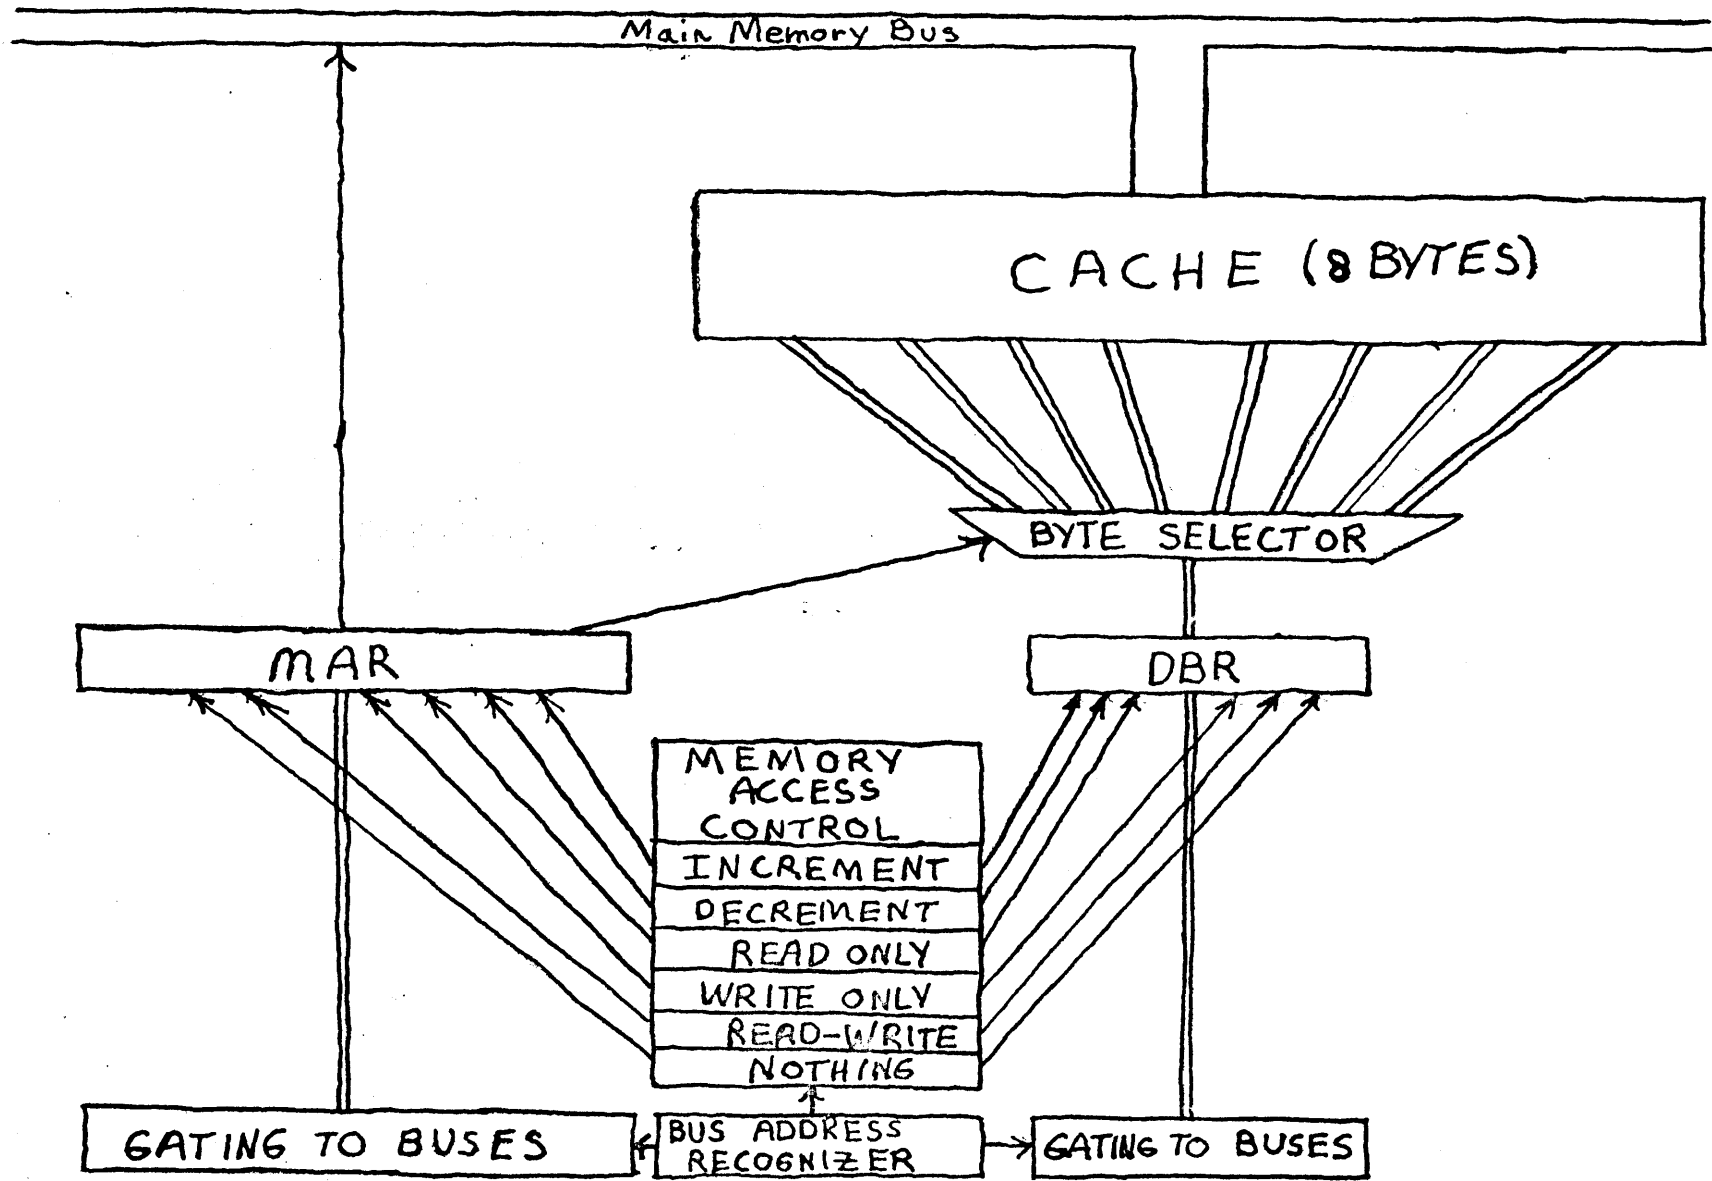 Main Memory Bus
CACHE (8 BYTES)
BYTE SELECTOR
MAR
DBR
MEMORY
ACCESS
CONTROL
INCREMENT
DECREMENT
READ ONLY
WRITE ONLY
READ-WRITE
NOTHING
GATING TO BUSES
BUS ADDRESS
RECOGNIZER
GATING TO BUSES